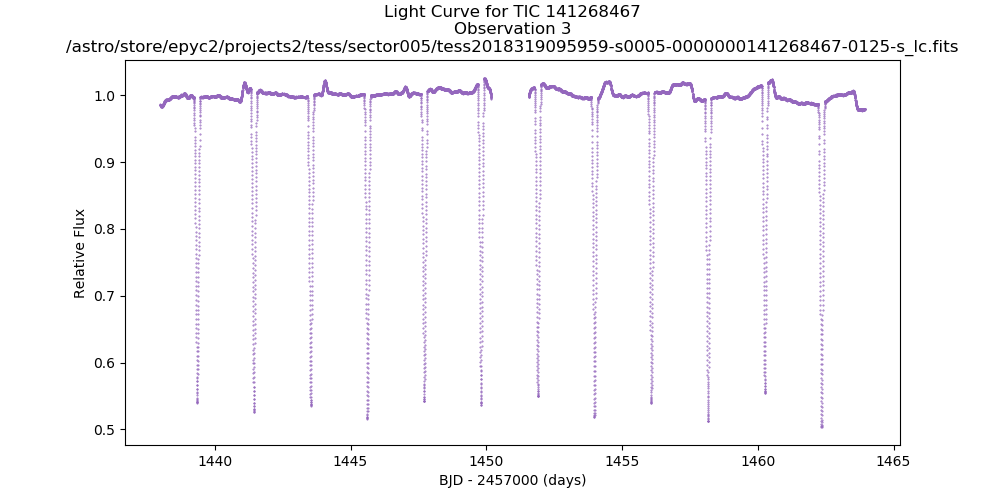 Light Curve for TIC 141268467
Observation 3
/astro/store/epyc2/projects2/tess/sector005/tess2018319095959-s0005-0000000141268467-0125-s_lc.fits
1.0
0.9
0.8
0.7
0.6
0.5
Relative Flux
1440
1445
1450
1455
1460
1465
BJD - 2457000 (days)